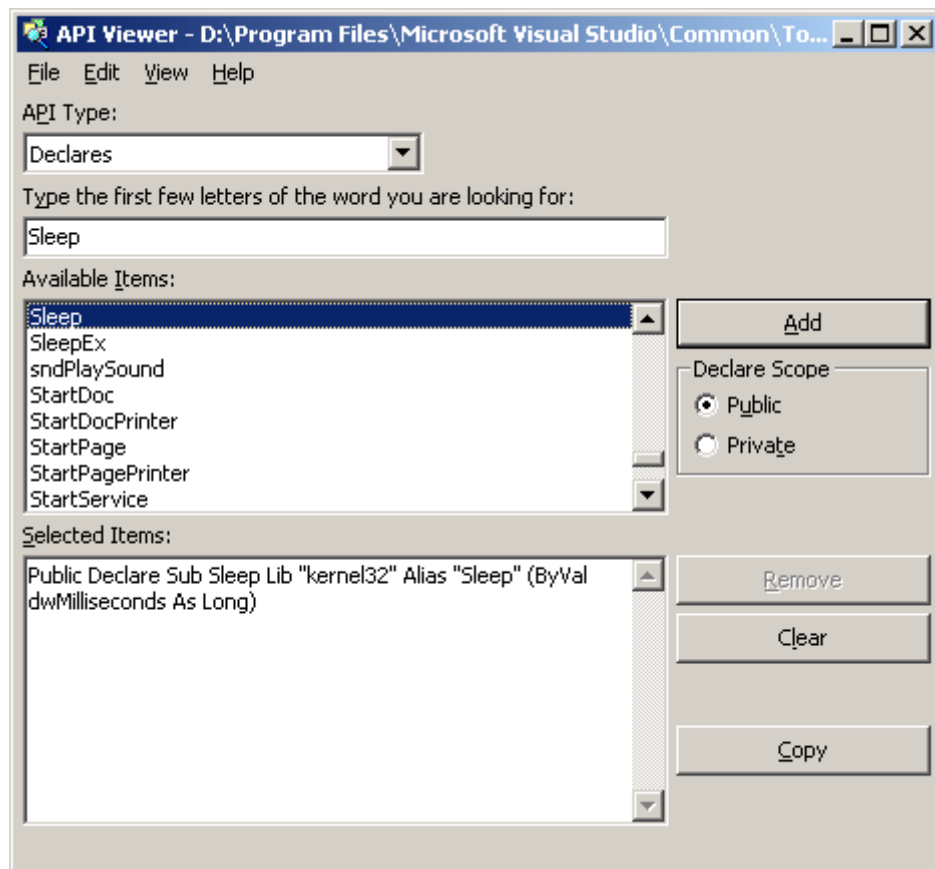 API Viewer - D:\Program Files\Microsoft Visual Studio\Common\To...
File Edit View Help
API Type:
Declares
Type the first few letters of the word you are looking for:
Sleep
Available Items:
Sleep
SleepEx
sndPlaySound
StartDoc
StartDocPrinter
StartPage
StartPagePrinter
StartService
Add
Declare Scope
Public
Private
Selected Items:
Public Declare Sub Sleep Lib "kernel32" Alias "Sleep" (ByVal
dwMilliseconds As Long)
Remove
Clear
Copy